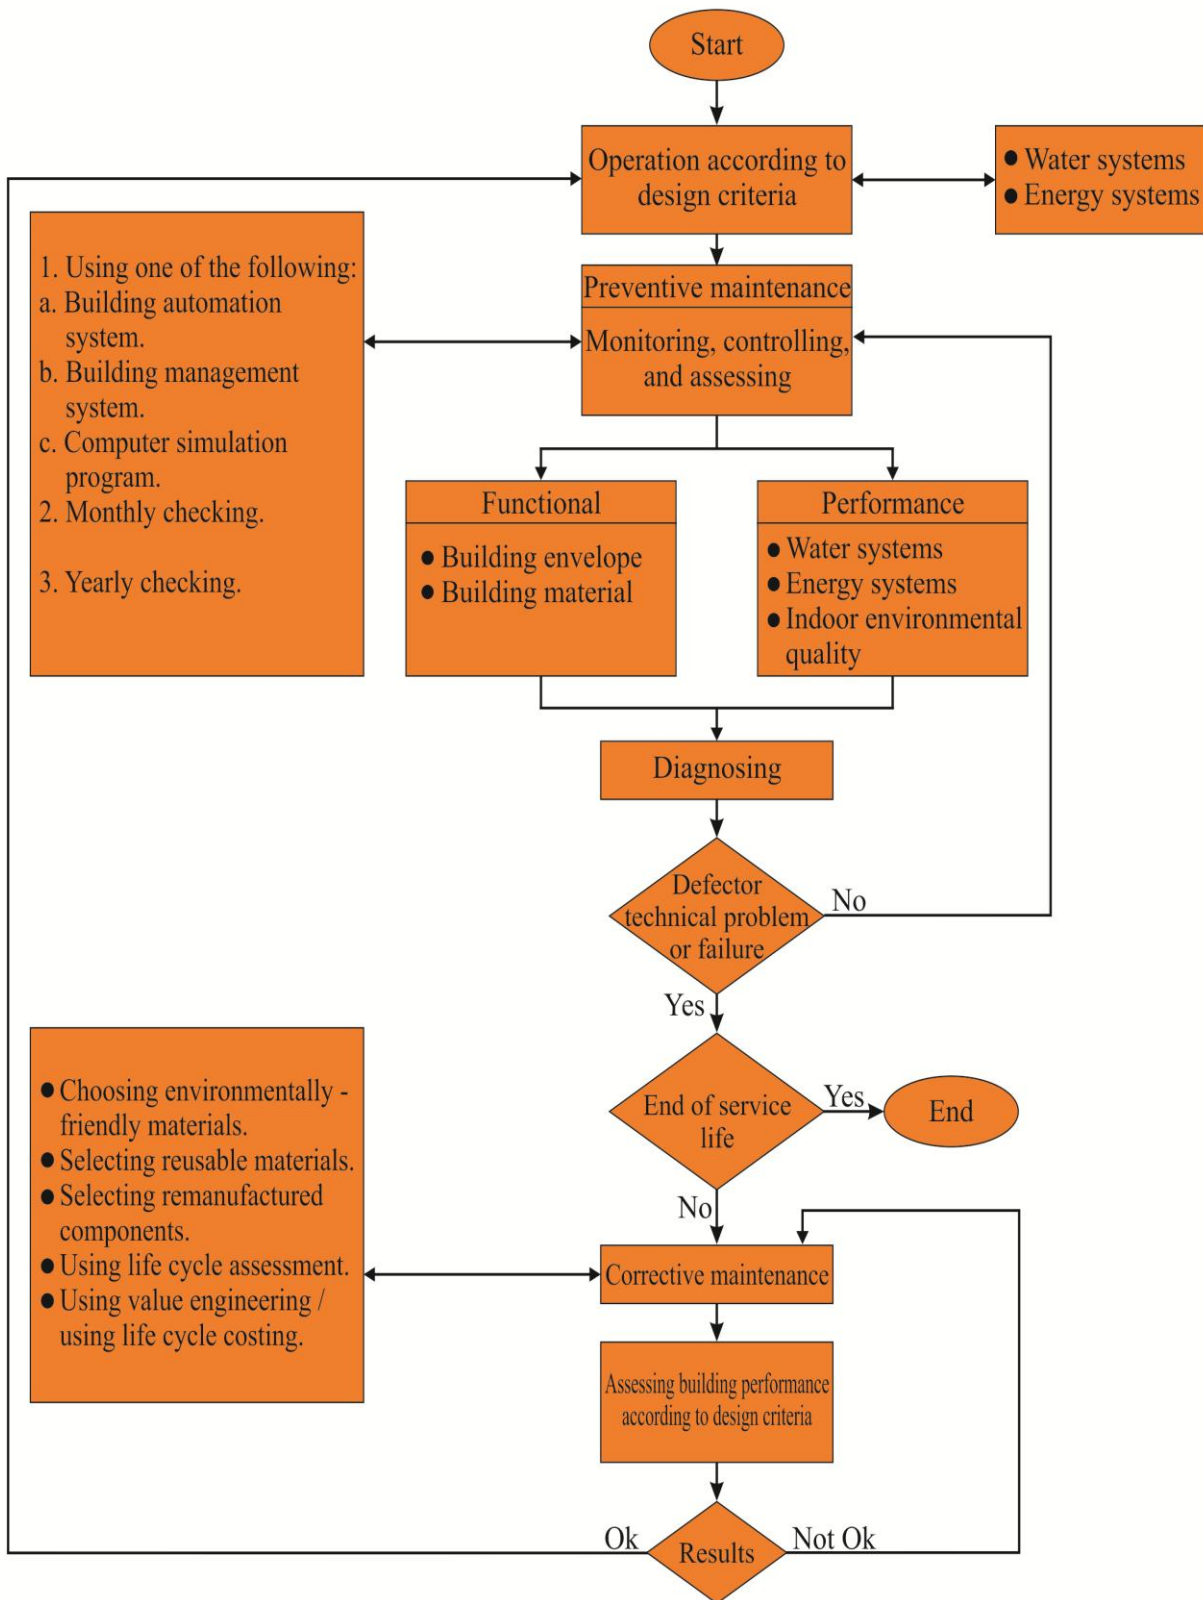 Start
Operation according to
design criteria
● Water systems
● Energy systems
1. Using one of the following:
a. Building automation
system.
b. Building management
system.
c. Computer simulation
program.
2. Monthly checking.
3. Yearly checking.
Preventive maintenance
Monitoring, controlling,
and assessing
Functional
● Building envelope
● Building material
Performance
● Water systems
● Energy systems
● Indoor environmental
quality
Diagnosing
Defector
technical problem
or failure
No
Yes
End of service
life
Yes
End
No
● Choosing environmentally -
friendly materials.
● Selecting reusable materials.
● Selecting remanufactured
components.
● Using life cycle assessment.
● Using value engineering /
using life cycle costing.
Corrective maintenance
Assessing building performance
according to design criteria
Ok
Results
Not Ok